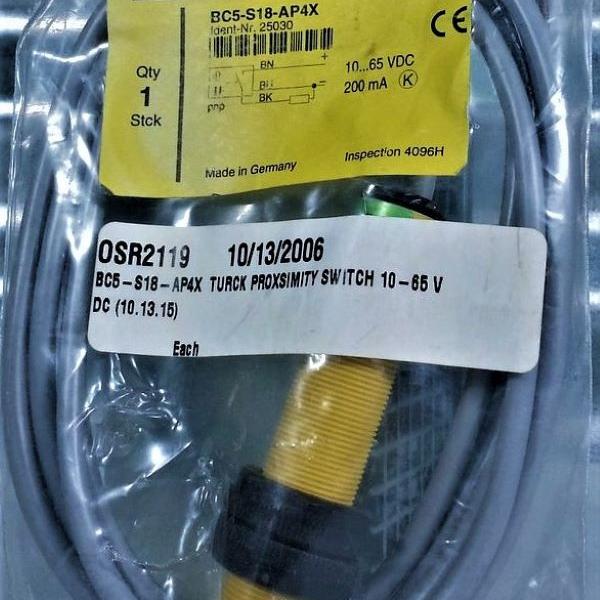 BC5-S18-AP4X
Ident-Nr. 25030
CE
Qty
1
Stck
BN +
10...65 VDC
BU -
200 mA K
BK
pnp
Made in Germany
Inspection 4096H
OSR2119 10/13/2006
BC5-S18-AP4X TURCK PROXSIMITY SWITCH 10-65 V
DC (10.13.15)
Each